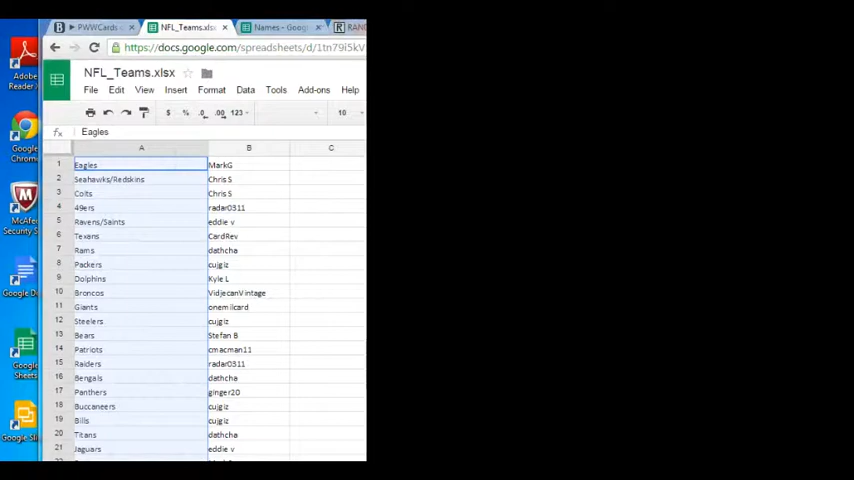 PWWCards
NFL_Teams.xlsx
Names - Google
RAND
https://docs.google.com/spreadsheets/d/1tn79i5kV
Adobe
Reader X
NFL_Teams.xlsx
File Edit View Insert Format Data Tools Add-ons Help
$ % .0 .00 123 10
fx Eagles
A B C
1 Eagles MarkG
2 Seahawks/Redskins Chris S
3 Colts Chris S
4 49ers radar0311
5 Ravens/Saints eddie v
6 Texans CardRev
7 Rams dathcha
8 Packers cujgiz
9 Dolphins Kyle L
10 Broncos VidjecanVintage
11 Giants onemilcard
12 Steelers cujgiz
13 Bears Stefan B
14 Patriots cmacman11
15 Raiders radar0311
16 Bengals dathcha
17 Panthers ginger20
18 Buccaneers cujgiz
19 Bills cujgiz
20 Titans dathcha
21 Jaguars eddie v
Google
Chrom
McAfe
Security S
Google Do
Google
Sheets
Google Sli